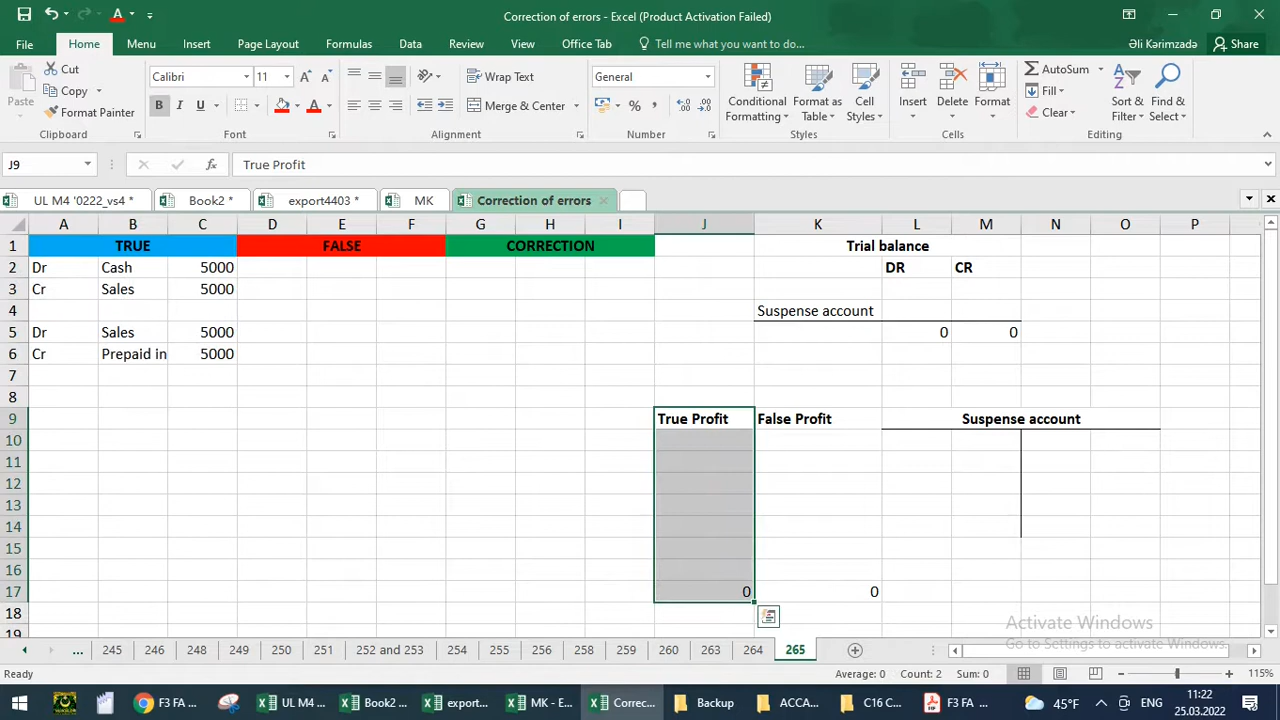 Correction of errors - Excel (Product Activation Failed)
File Home Menu Insert Page Layout Formulas Data Review View Office Tab Tell me what you want to do... Əli Kərimzadə Share
Paste Cut Copy Format Painter Clipboard
Calibri 11 A A B I U A Font
Wrap Text Merge & Center Alignment
General % , Number
Conditional Formatting Format as Table Cell Styles Styles
Insert Delete Format Cells
AutoSum Fill Clear Sort & Filter Find & Select Editing
J9 fx True Profit
UL M4 '0222_vs4 * Book2 * export4403 * MK Correction of errors
A B C D E F G H I J K L M N O P
1 TRUE FALSE CORRECTION Trial balance
2 Dr Cash 5000 DR CR
3 Cr Sales 5000
4 Suspense account
5 Dr Sales 5000 0 0
6 Cr Prepaid in 5000
7
8
9 True Profit False Profit Suspense account
10
11
12
13
14
15
16
17 0 0
18
19
Activate Windows
Go to Settings to activate Windows.
... 245 246 248 249 250 251 252 and 253 254 256 258 259 260 263 264 265
Ready Average: 0 Count: 2 Sum: 0 115%
F3 FA ... UL M4 ... Book2 ... export... MK - E... Correc... Backup ACCA... C16 C... F3 FA ... 45°F ENG 11:22
25.03.2022